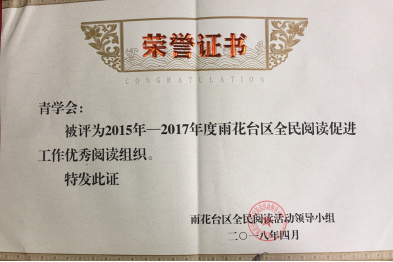 荣誉证书
CONGRATULATION
青学会：
被评为2015年—2017年度雨花台区全民阅读促进
工作优秀阅读组织。
特发此证
雨花台区全民阅读活动领导小组
二〇一八年四月